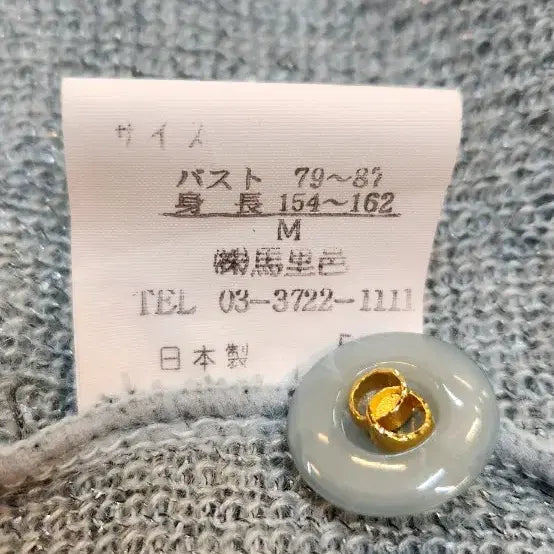 サイズ
バスト 79～87
身長 154～162
M
㈱馬里邑
TEL 03-3722-1111
日本製